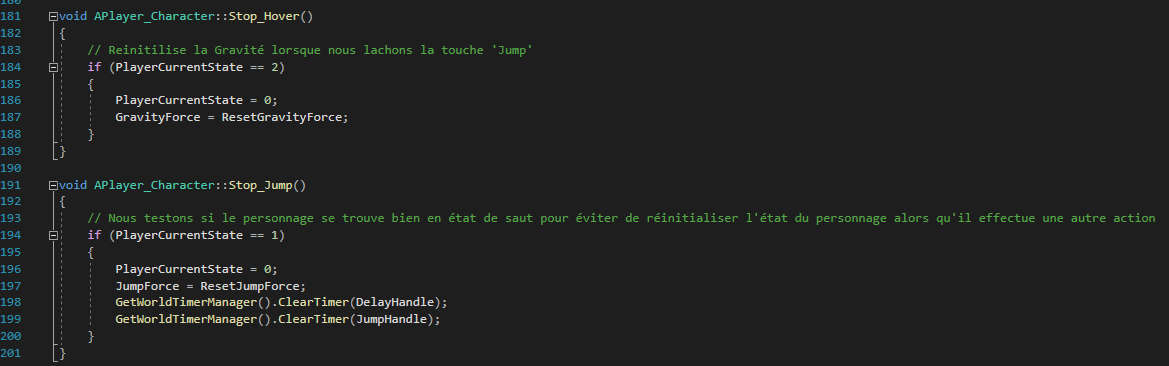 180
181 void APlayer_Character::Stop_Hover()
182 {
183 // Reinitilise la Gravité lorsque nous lachons la touche 'Jump'
184 if (PlayerCurrentState == 2)
185 {
186 PlayerCurrentState = 0;
187 GravityForce = ResetGravityForce;
188 }
189 }
190
191 void APlayer_Character::Stop_Jump()
192 {
193 // Nous testons si le personnage se trouve bien en état de saut pour éviter de réinitialiser l'état du personnage alors qu'il effectue une autre action
194 if (PlayerCurrentState == 1)
195 {
196 PlayerCurrentState = 0;
197 JumpForce = ResetJumpForce;
198 GetWorldTimerManager().ClearTimer(DelayHandle);
199 GetWorldTimerManager().ClearTimer(JumpHandle);
200 }
201 }